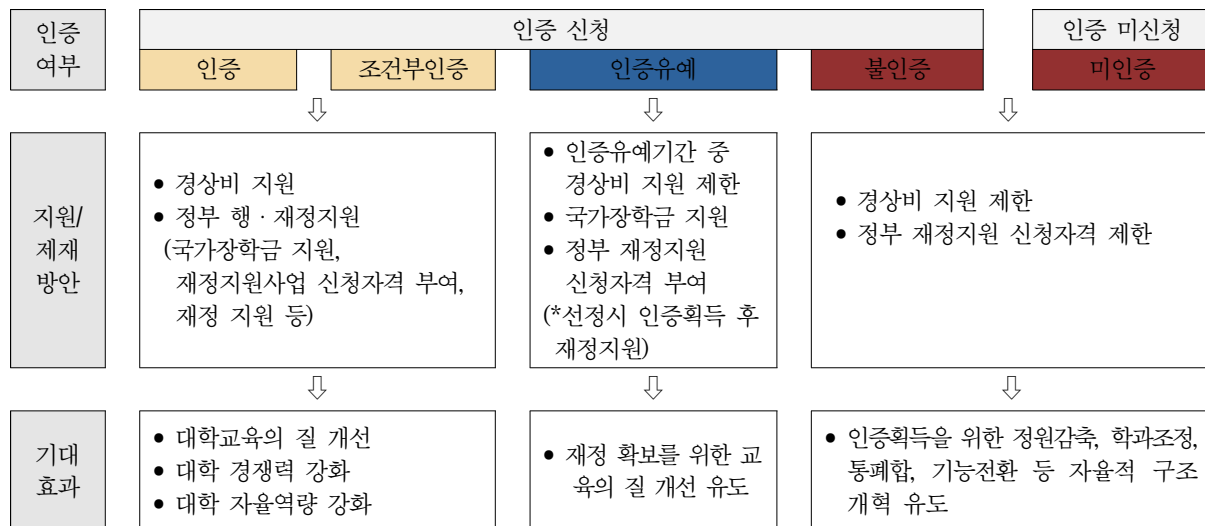 인증
여부
인증 신청
인증 미신청
인증
조건부인증
인증유예
불인증
미인증
⇩
⇩
⇩
지원/
제재
방안
• 경상비 지원
• 정부 행 · 재정지원
(국가장학금 지원,
재정지원사업 신청자격 부여,
재정 지원 등)
• 인증유예기간 중
경상비 지원 제한
• 국가장학금 지원
• 정부 재정지원
신청자격 부여
(*선정시 인증획득 후
재정지원)
• 경상비 지원 제한
• 정부 재정지원 신청자격 제한
⇩
⇩
⇩
기대
효과
• 대학교육의 질 개선
• 대학 경쟁력 강화
• 대학 자율역량 강화
• 재정 확보를 위한 교
육의 질 개선 유도
• 인증획득을 위한 정원감축, 학과조정,
통폐합, 기능전환 등 자율적 구조
개혁 유도